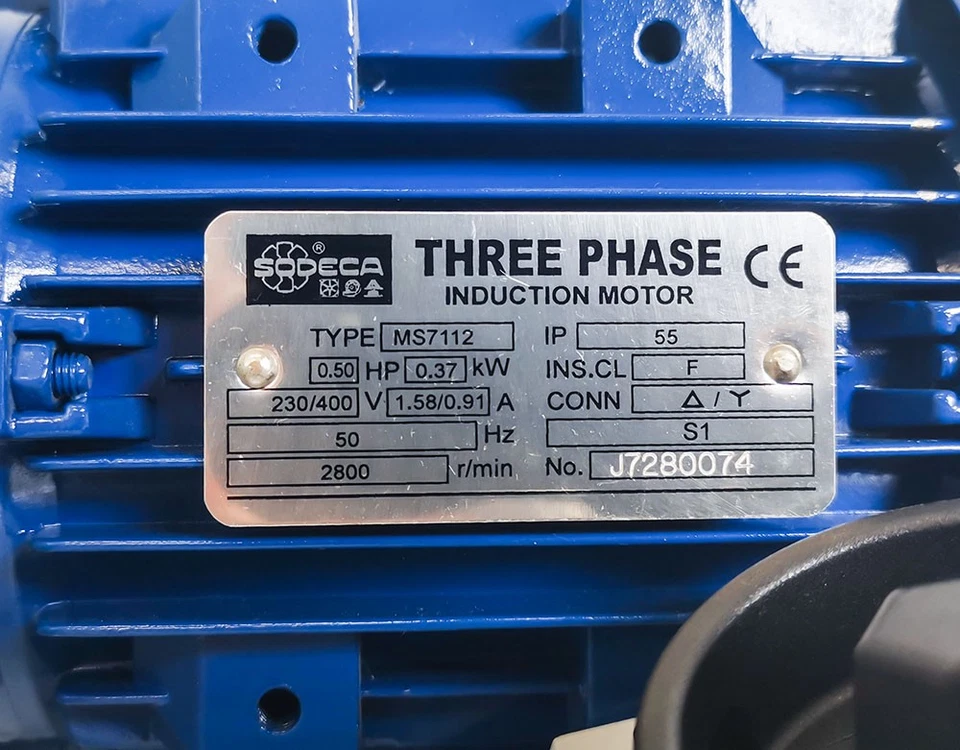 SODECA ®
THREE PHASE
INDUCTION MOTOR
CE
TYPE MS7112 IP 55
0.50 HP 0.37 kW INS.CL F
230/400 V 1.58/0.91 A CONN Δ / Y
50 Hz S1
2800 r/min No. J7280074